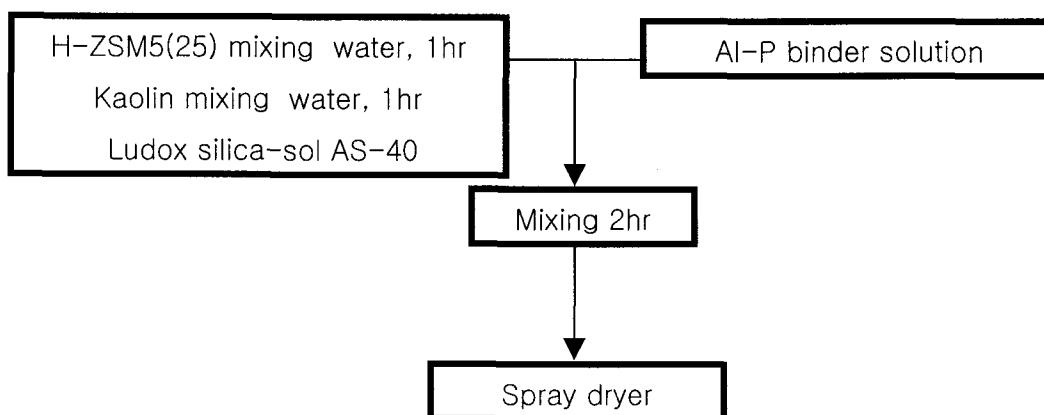 H-ZSM5(25) mixing water, 1hr
Kaolin mixing water, 1hr
Ludox silica-sol AS-40
Al-P binder solution
Mixing 2hr
Spray dryer